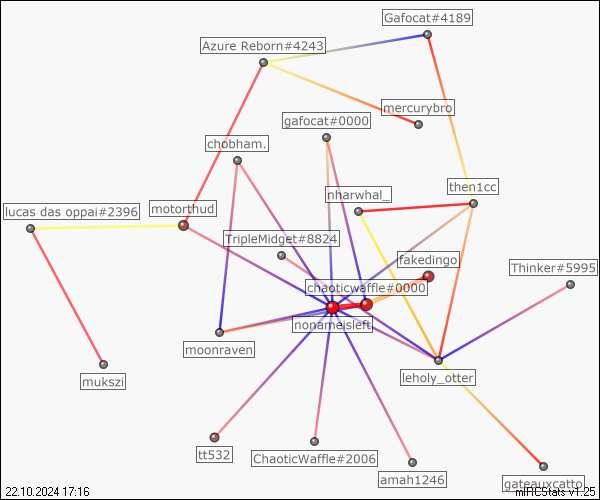 Gafocat#4189
Azure Reborn#4243
mercurybro
gafocat#0000
chobham.
then1cc
nharwhal_
motorthud
lucas das oppai#2396
TripleMidget#8824
fakedingo
Thinker#5995
chaoticwaffle#0000
nonameisleft
moonraven
leholy_otter
mukszi
tt532
ChaoticWaffle#2006
amah1246
gateauxcatto
22.10.2024 17:16
mIRCStats v1.25